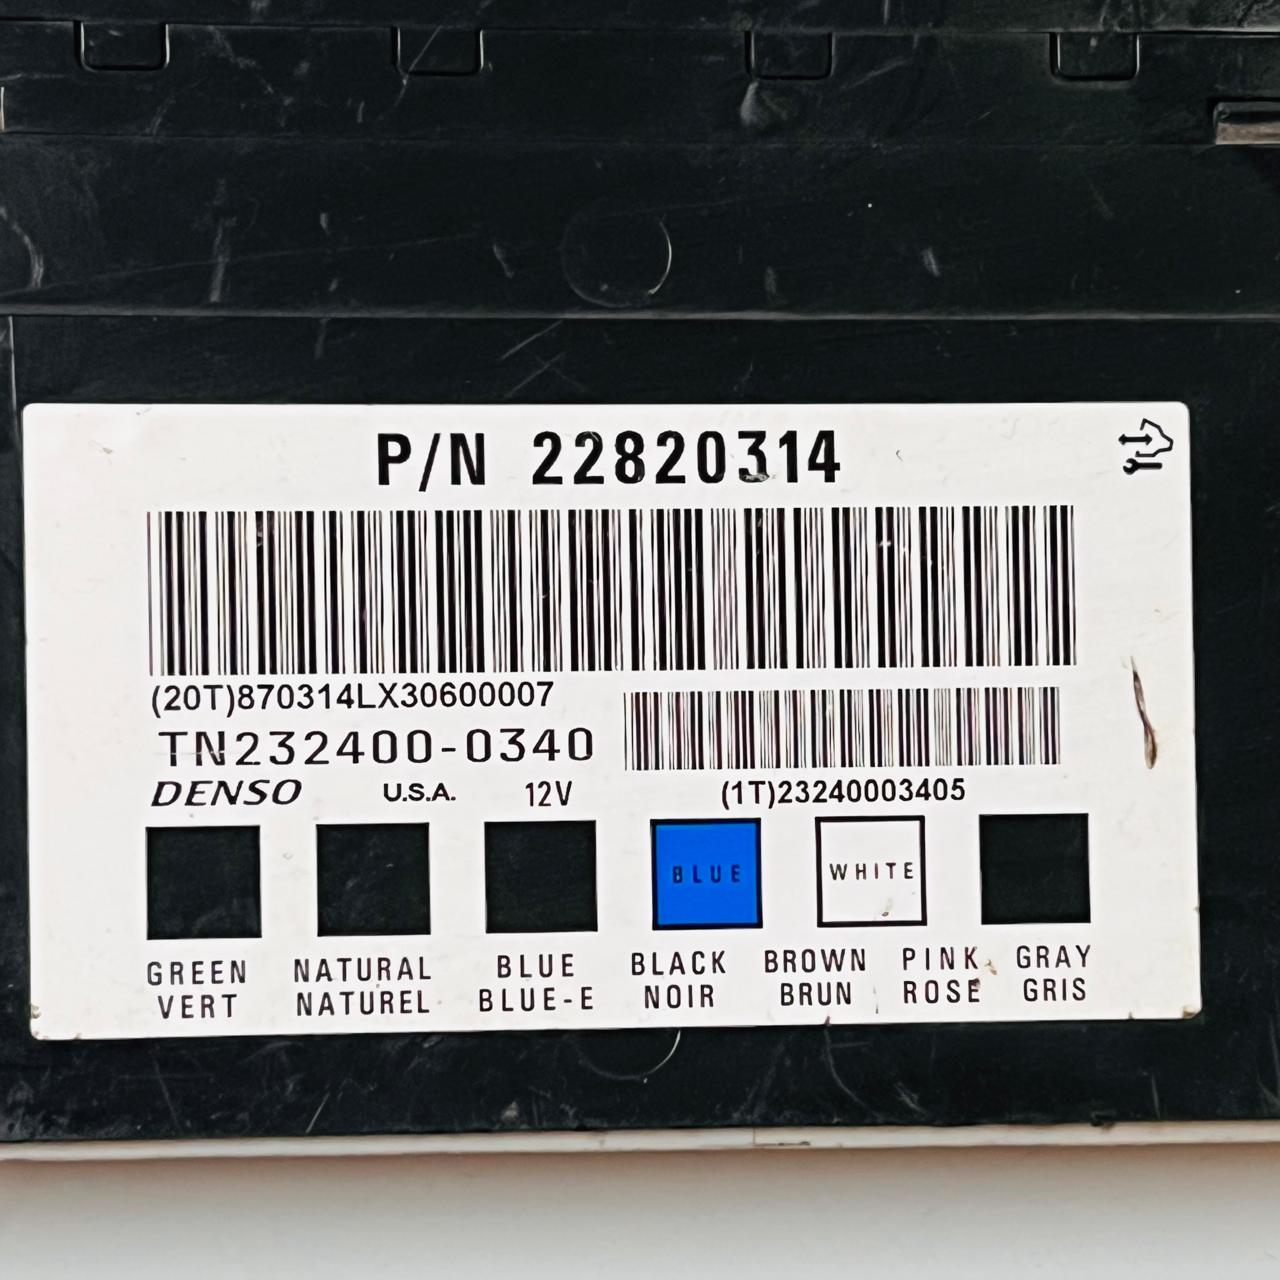 P/N 22820314
(20T)870314LX30600007
TN232400-0340
DENSO U.S.A. 12V (1T)23240003405
BLUE WHITE
GREEN NATURAL BLUE BLACK BROWN PINK GRAY
VERT NATUREL BLUE-E NOIR BRUN ROSE GRIS